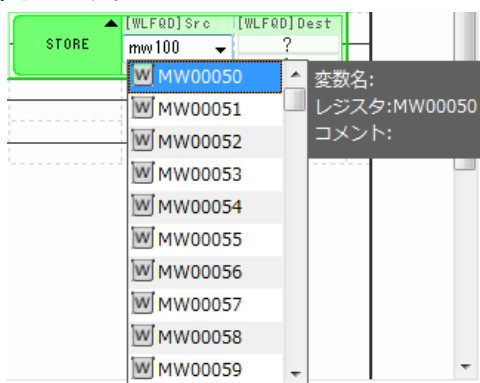 [WLFQD]Src [WLFQD]Dest
STORE mw100 ?
MW00050
MW00051
MW00052
MW00053
MW00054
MW00055
MW00056
MW00057
MW00058
MW00059
変数名:
レジスタ:MW00050
コメント: